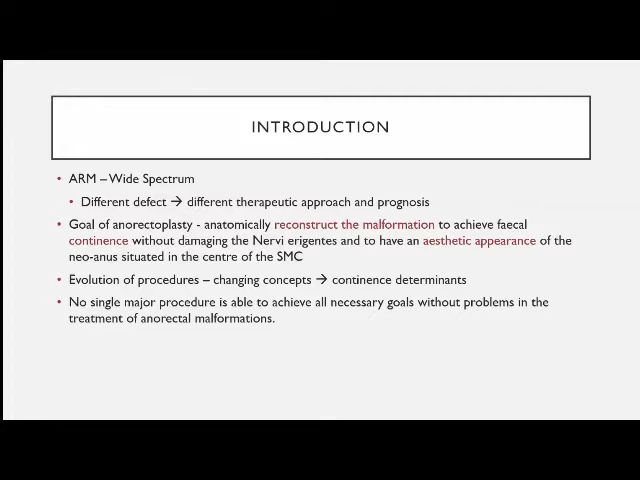 INTRODUCTION
• ARM – Wide Spectrum
• Different defect → different therapeutic approach and prognosis
• Goal of anorectoplasty - anatomically reconstruct the malformation to achieve faecal
continence without damaging the Nervi erigentes and to have an aesthetic appearance of the
neo-anus situated in the centre of the SMC
• Evolution of procedures – changing concepts → continence determinants
• No single major procedure is able to achieve all necessary goals without problems in the
treatment of anorectal malformations.